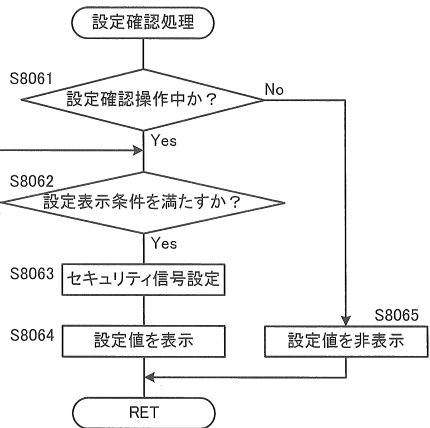 設定確認処理
S8061
設定確認操作中か？
No
Yes
S8062
設定表示条件を満たすか？
Yes
S8063
セキュリティ信号設定
S8064
設定値を表示
S8065
設定値を非表示
RET